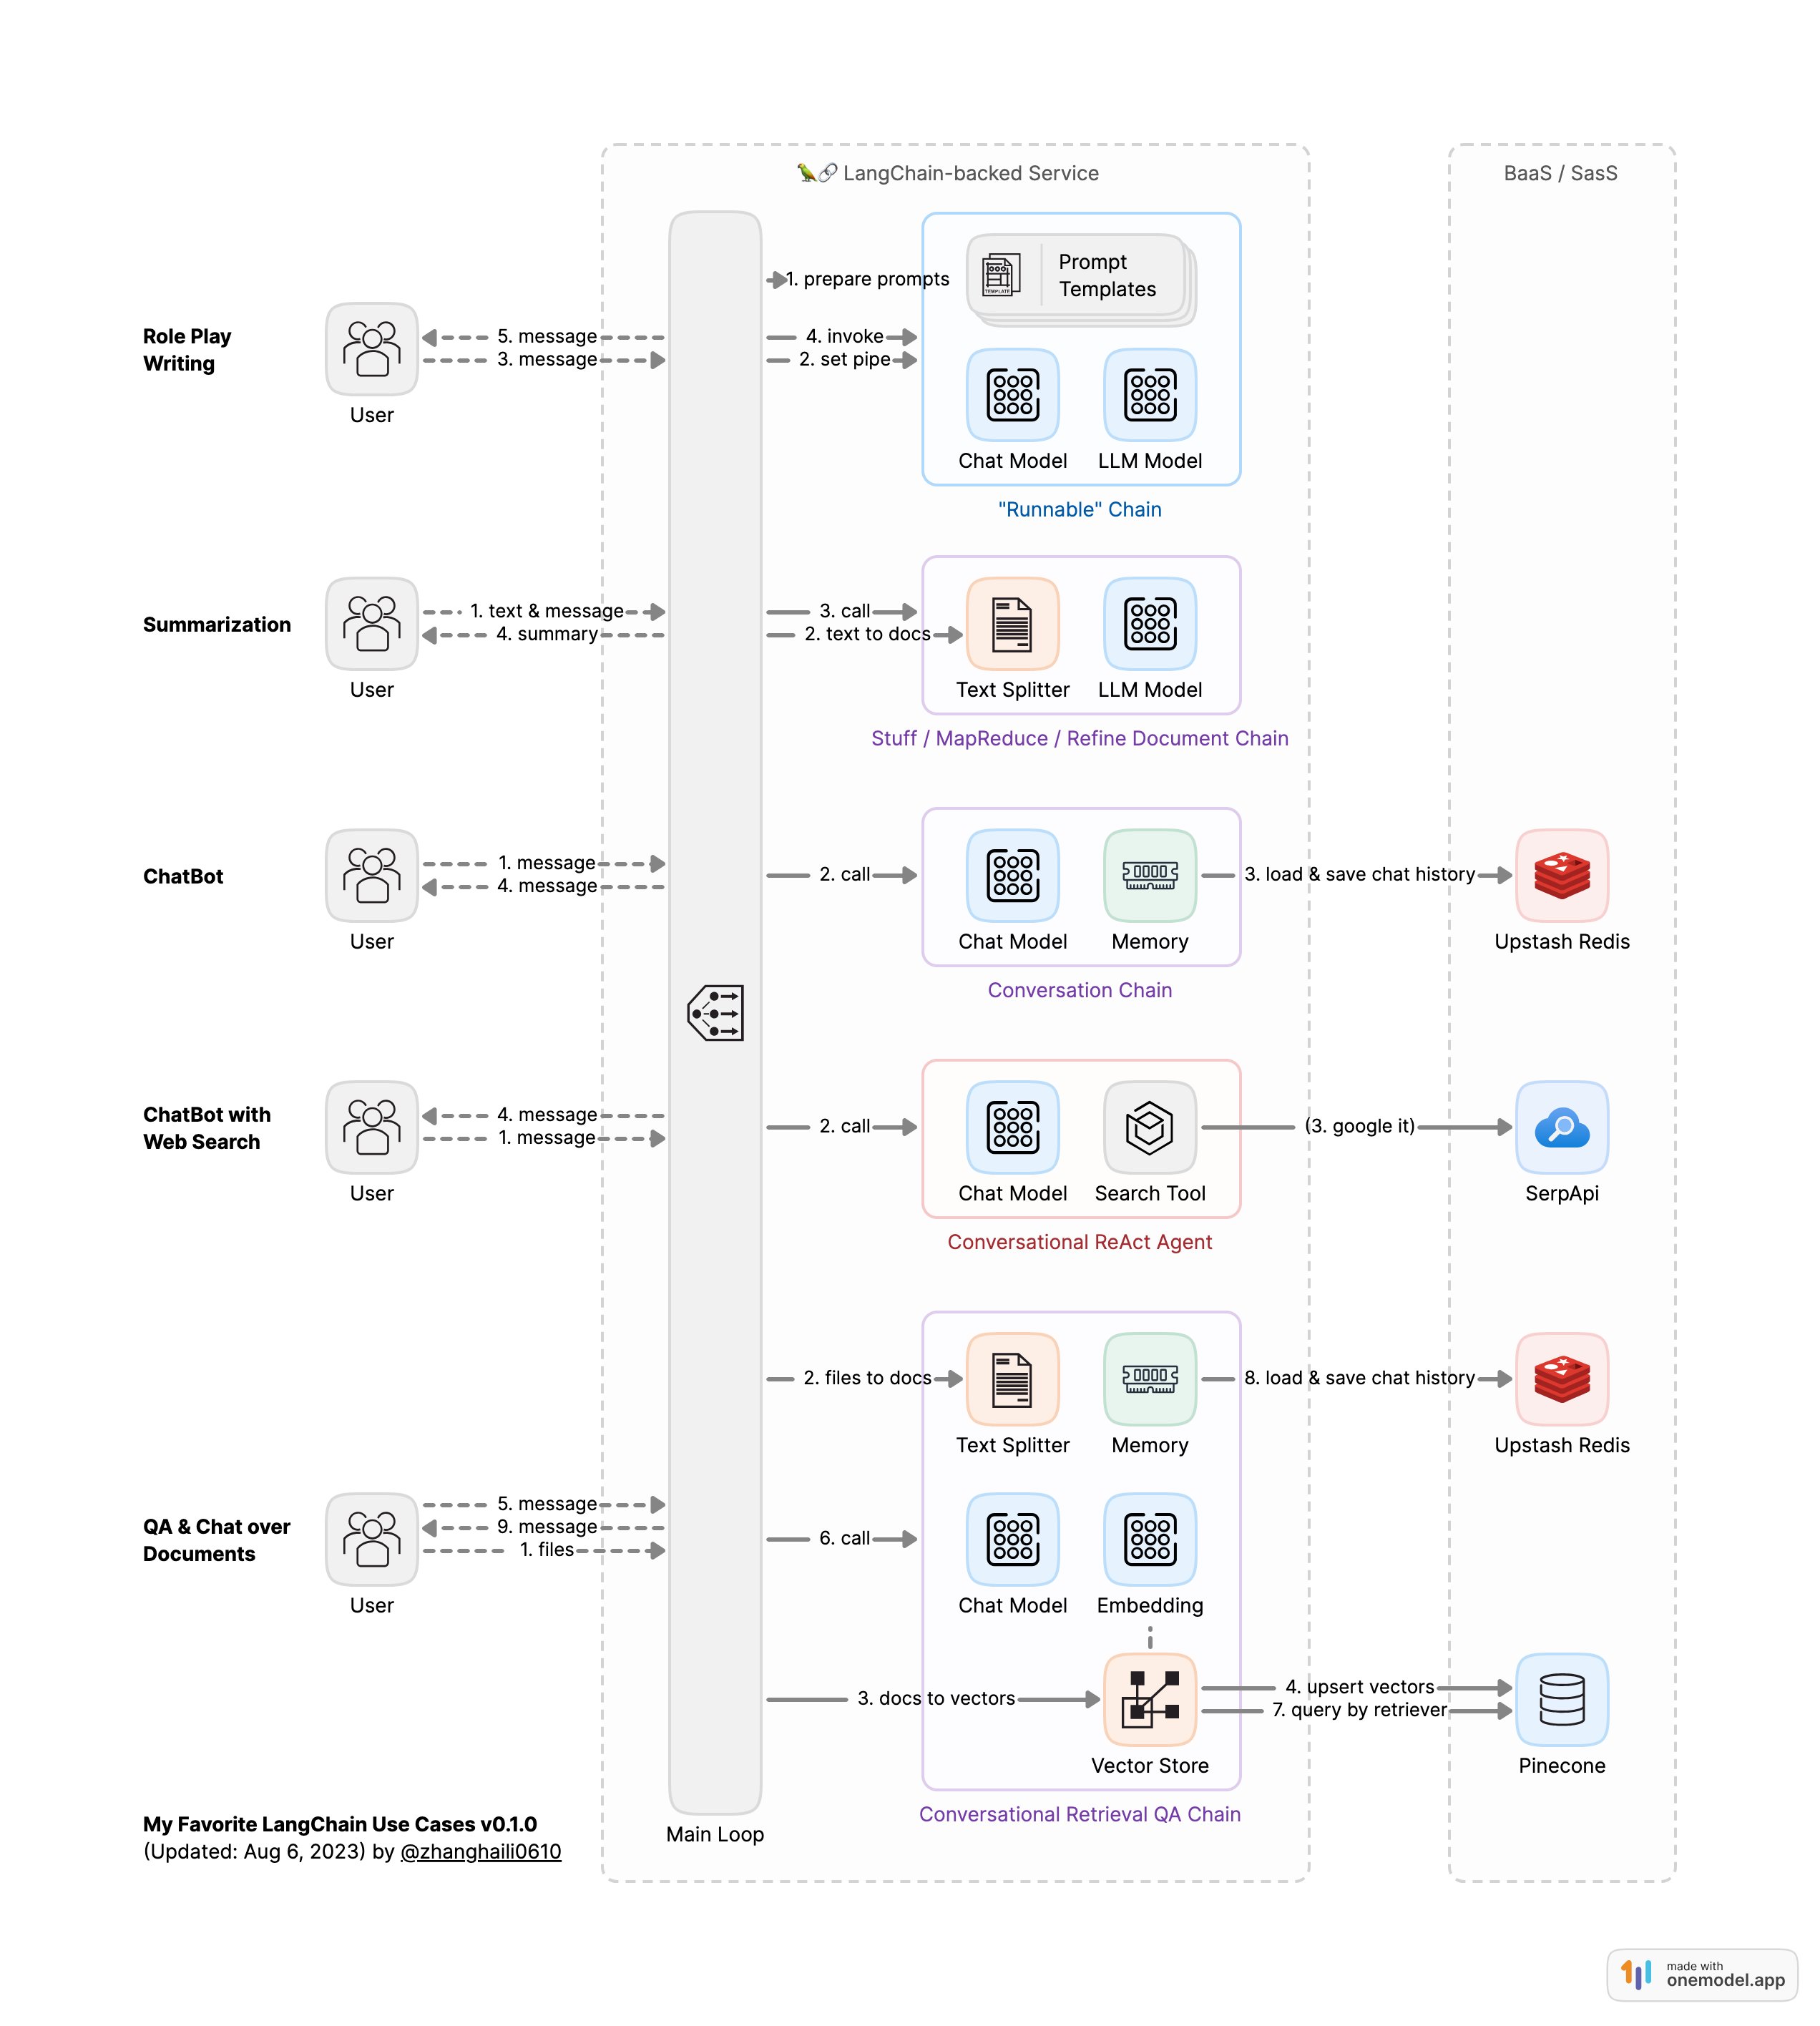 🦜🔗 LangChain-backed Service
BaaS / SasS
Role Play
Writing
User
5. message
3. message
1. prepare prompts
4. invoke
2. set pipe
TEMPLATE
Prompt
Templates
Chat Model
LLM Model
"Runnable" Chain
Summarization
User
1. text & message
4. summary
3. call
2. text to docs
Text Splitter
LLM Model
Stuff / MapReduce / Refine Document Chain
ChatBot
User
1. message
4. message
2. call
Chat Model
Memory
3. load & save chat history
Upstash Redis
Conversation Chain
ChatBot with
Web Search
User
4. message
1. message
2. call
Chat Model
Search Tool
(3. google it)
SerpApi
Conversational ReAct Agent
2. files to docs
Text Splitter
Memory
8. load & save chat history
Upstash Redis
QA & Chat over
Documents
User
5. message
9. message
1. files
6. call
Chat Model
Embedding
3. docs to vectors
Vector Store
4. upsert vectors
7. query by retriever
Pinecone
Conversational Retrieval QA Chain
Main Loop
My Favorite LangChain Use Cases v0.1.0
(Updated: Aug 6, 2023) by @zhanghaili0610
made with
onemodel.app